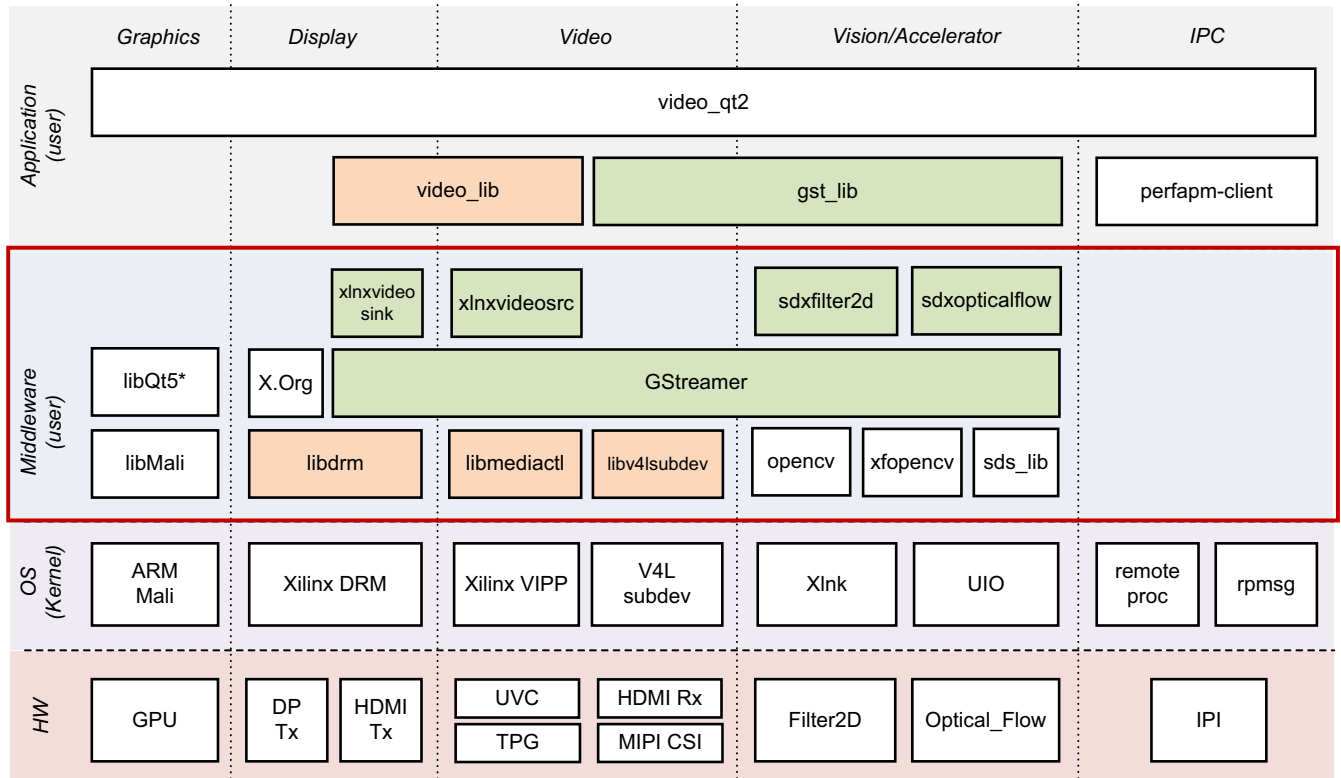 Graphics
Display
Video
Vision/Accelerator
IPC
Application
(user)
video_qt2
video_lib
gst_lib
perfapm-client
Middleware
(user)
xlnxvideo
sink
xlnxvideosrc
sdxfilter2d
sdxopticalflow
libQt5*
X.Org
GStreamer
libMali
libdrm
libmediactl
libv4lsubdev
opencv
xfopencv
sds_lib
OS
(Kernel)
ARM
Mali
Xilinx DRM
Xilinx VIPP
V4L
subdev
Xlnk
UIO
remote
proc
rpmsg
HW
GPU
DP
Tx
HDMI
Tx
UVC
HDMI Rx
TPG
MIPI CSI
Filter2D
Optical_Flow
IPI